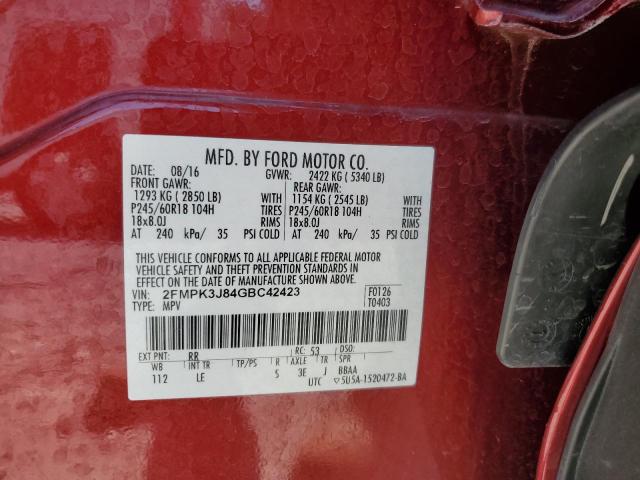 MFD. BY FORD MOTOR CO.
DATE: 08/16 GVWR: 2422 KG ( 5340 LB)
FRONT GAWR: REAR GAWR:
1293 KG ( 2850 LB) WITH 1154 KG ( 2545 LB) WITH
P245/60R18 104H TIRES P245/60R18 104H TIRES
18x8.0J RIMS 18x8.0J RIMS
AT 240 kPa/ 35 PSI COLD AT 240 kPa/ 35 PSI COLD
THIS VEHICLE CONFORMS TO ALL APPLICABLE FEDERAL MOTOR
VEHICLE SAFETY AND THEFT PREVENTION STANDARDS IN
EFFECT ON THE DATE OF MANUFACTURE SHOWN ABOVE.
VIN: 2FMPK3J84GBC42423 F0126
TYPE: MPV T0403
EXT PNT: RR RC: 53 DSO:
WB INT TR TP/PS R AXLE TR SPR
112 LE S 3E J BBAA
UTC ▽5U5A-1520472-BA